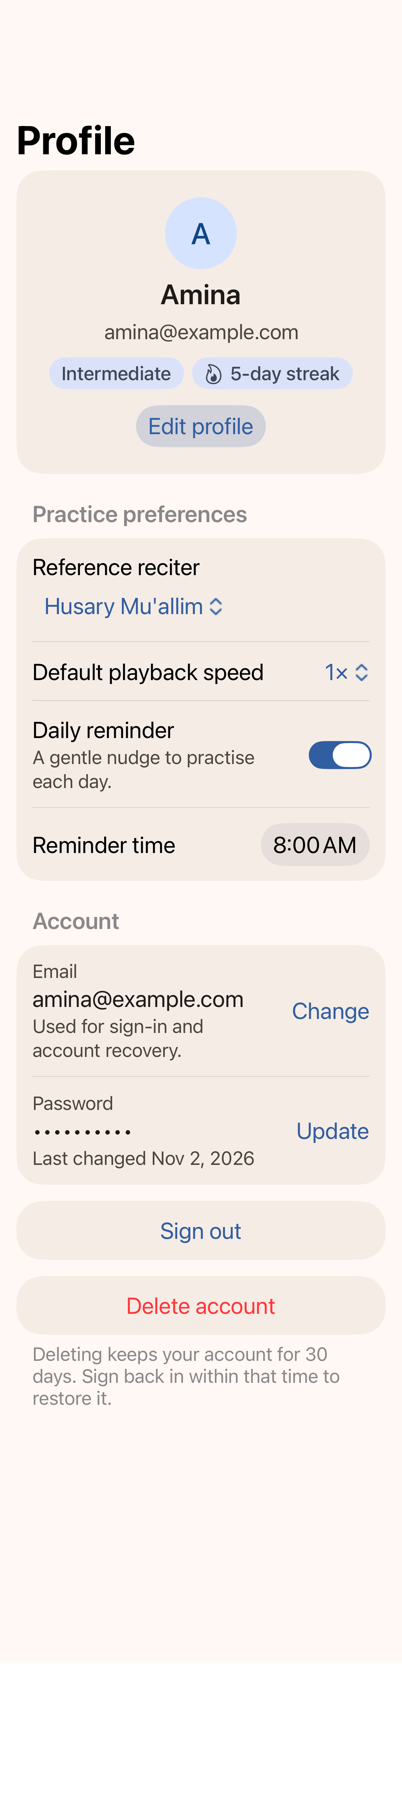 Profile
A
Amina
amina@example.com
Intermediate
5-day streak
Edit profile
Practice preferences
Reference reciter
Husary Mu'allim
Default playback speed 1×
Daily reminder
A gentle nudge to practise
each day.
Reminder time 8:00 AM
Account
Email
amina@example.com
Change
Used for sign-in and
account recovery.
Password
••••••••••
Update
Last changed Nov 2, 2026
Sign out
Delete account
Deleting keeps your account for 30
days. Sign back in within that time to
restore it.